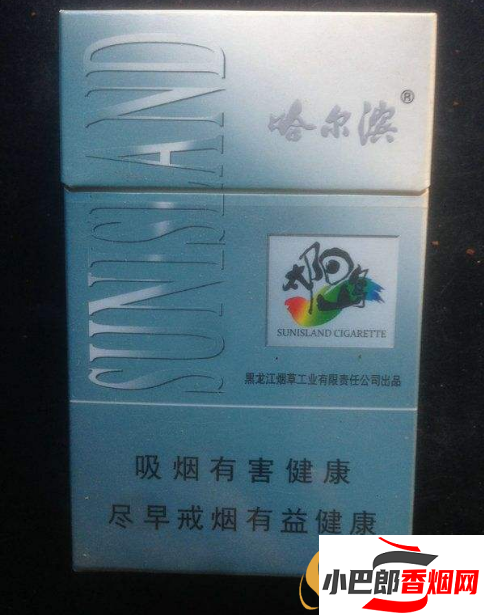 SUNISLAND
哈尔滨®
太阳岛
SUNISLAND CIGARETTE
黑龙江烟草工业有限责任公司出品
吸烟有害健康
尽早戒烟有益健康
小巴郎香烟网